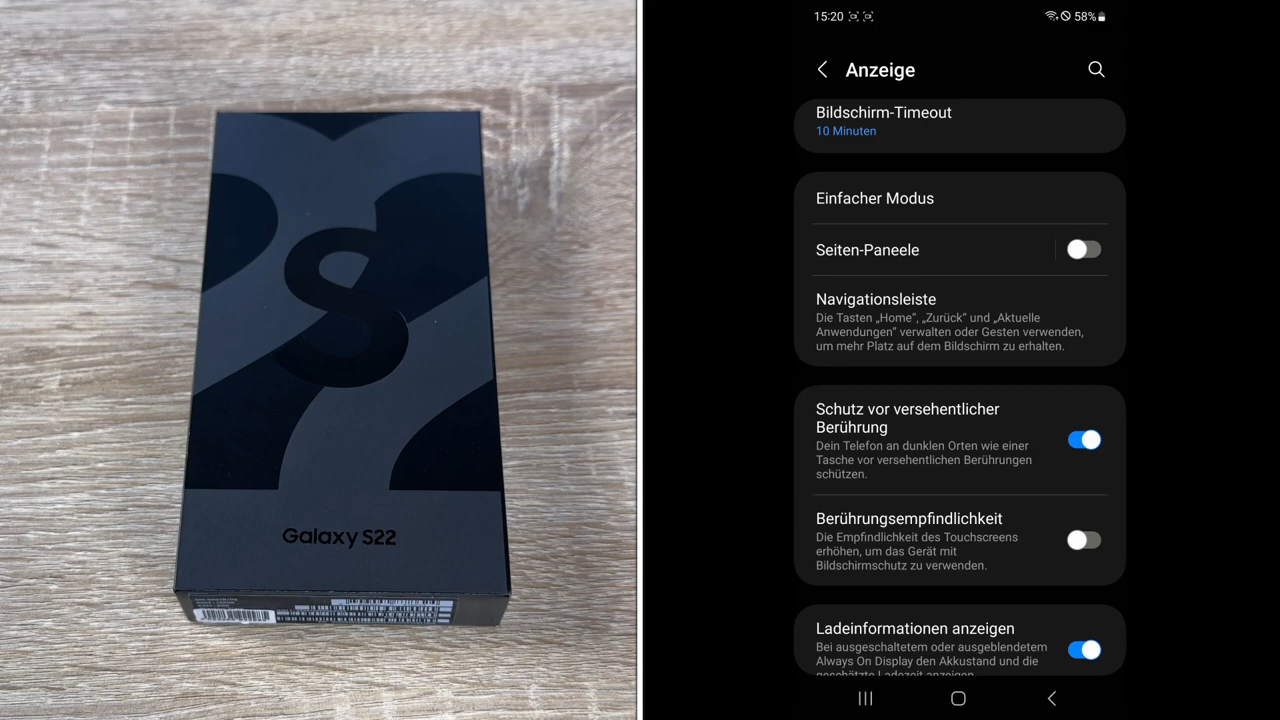 S
Galaxy S22
15:20
58%
Anzeige
Bildschirm-Timeout
10 Minuten
Einfacher Modus
Seiten-Paneele
Navigationsleiste
Die Tasten „Home“, „Zurück“ und „Aktuelle
Anwendungen“ verwalten oder Gesten verwenden,
um mehr Platz auf dem Bildschirm zu erhalten.
Schutz vor versehentlicher
Berührung
Dein Telefon an dunklen Orten wie einer
Tasche vor versehentlichen Berührungen
schützen.
Berührungsempfindlichkeit
Die Empfindlichkeit des Touchscreens
erhöhen, um das Gerät mit
Bildschirmschutz zu verwenden.
Ladeinformationen anzeigen
Bei ausgeschaltetem oder ausgeblendetem
Always On Display den Akkustand und die
geschätzte Ladezeit anzeigen.